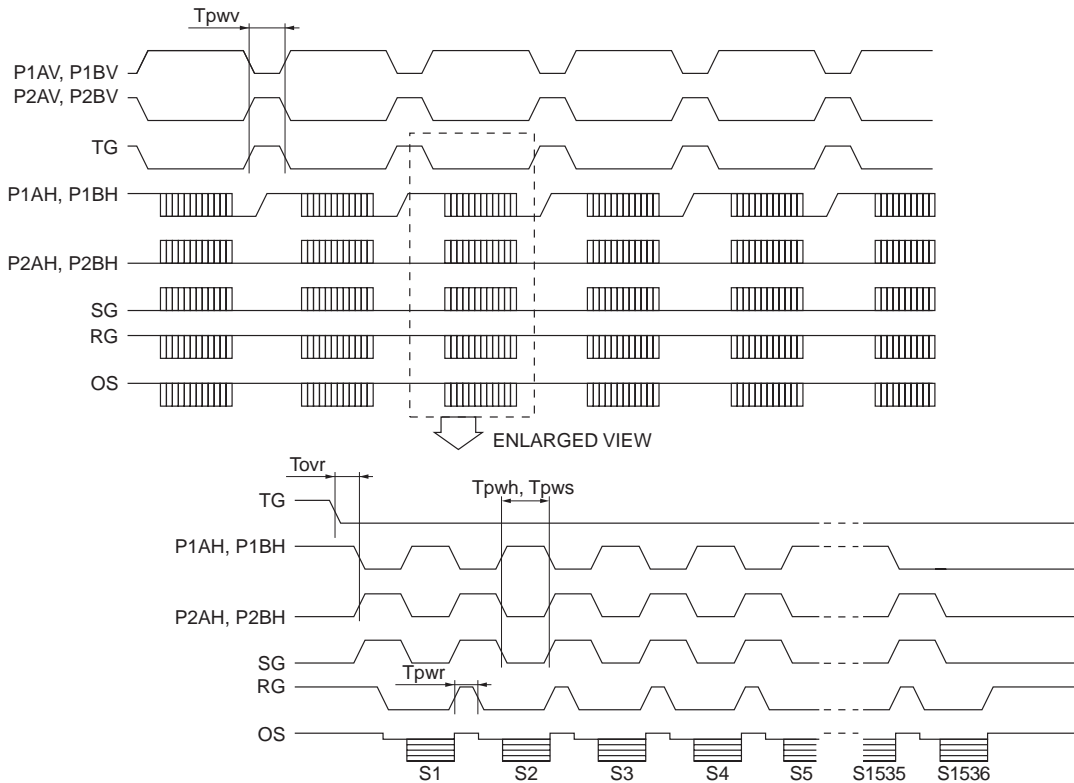 Tpwv
P1AV, P1BV
P2AV, P2BV
TG
P1AH, P1BH
P2AH, P2BH
SG
RG
OS
ENLARGED VIEW
Tovr
Tpwh, Tpws
TG
P1AH, P1BH
P2AH, P2BH
SG
Tpwr
RG
OS
S1 S2 S3 S4 S5 S1535 S1536